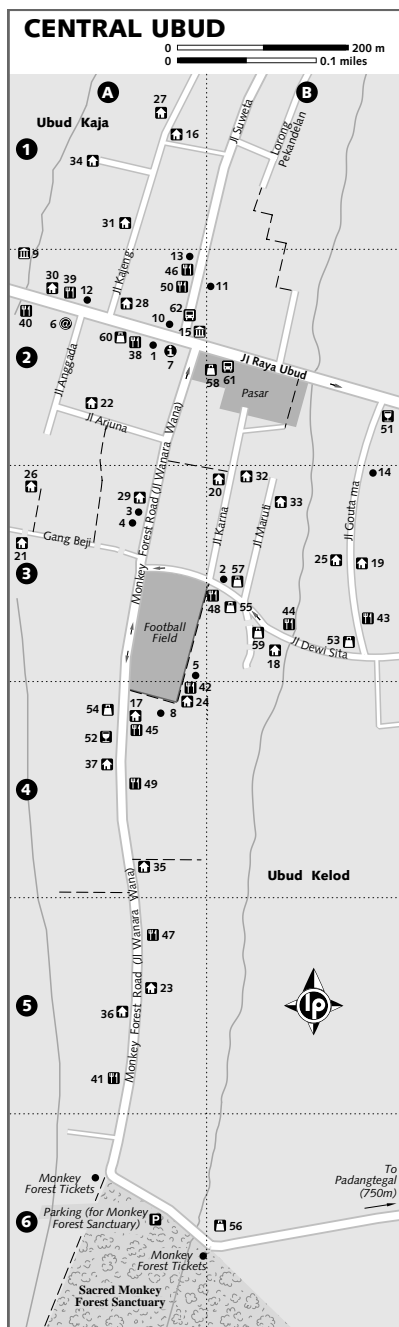 CENTRAL UBUD
0 200 m
0 0.1 miles
A
B
27
Ubud Kaja
16
Jl Suweta
Lorong
Pekandelan
1
34
31
Jl Kajeng
9
13
30
39
12
46
50
11
28
62
40
6
@
10
15
60
38
1
i
7
2
Jl Raya Ubud
58
61
Pasar
Jl Anggada
22
Jl Arjuna
51
Monkey Forest Road (Jl Wanara Wana)
26
20
32
14
29
3
4
Jl Karna
Jl Maruti
33
Jl Gouta ma
Gang Beji
21
3
2
57
25
19
48
55
44
43
Football
Field
59
18
53
Jl Dewi Sita
5
42
24
54
17
8
45
52
37
4
49
35
Ubud Kelod
47
Monkey Forest Road (Jl Wanara Wana)
23
5
36
lp
41
Monkey
Forest Tickets
To
Padangtegal
(750m)
6
Parking (for Monkey
Forest Sanctuary)
P
56
Monkey
Forest Tickets
Sacred Monkey
Forest Sanctuary